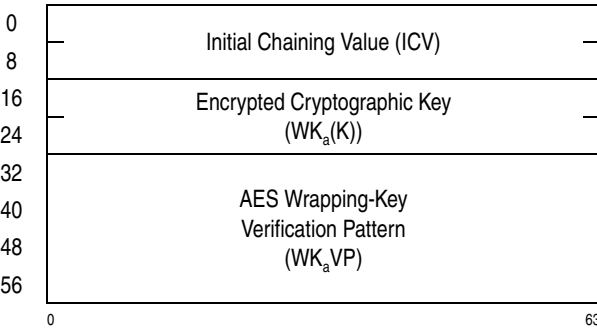 0
Initial Chaining Value (ICV)
8
16
Encrypted Cryptographic Key
(WKa(K))
24
32
AES Wrapping-Key
40
Verification Pattern
48
(WKaVP)
56
0 63